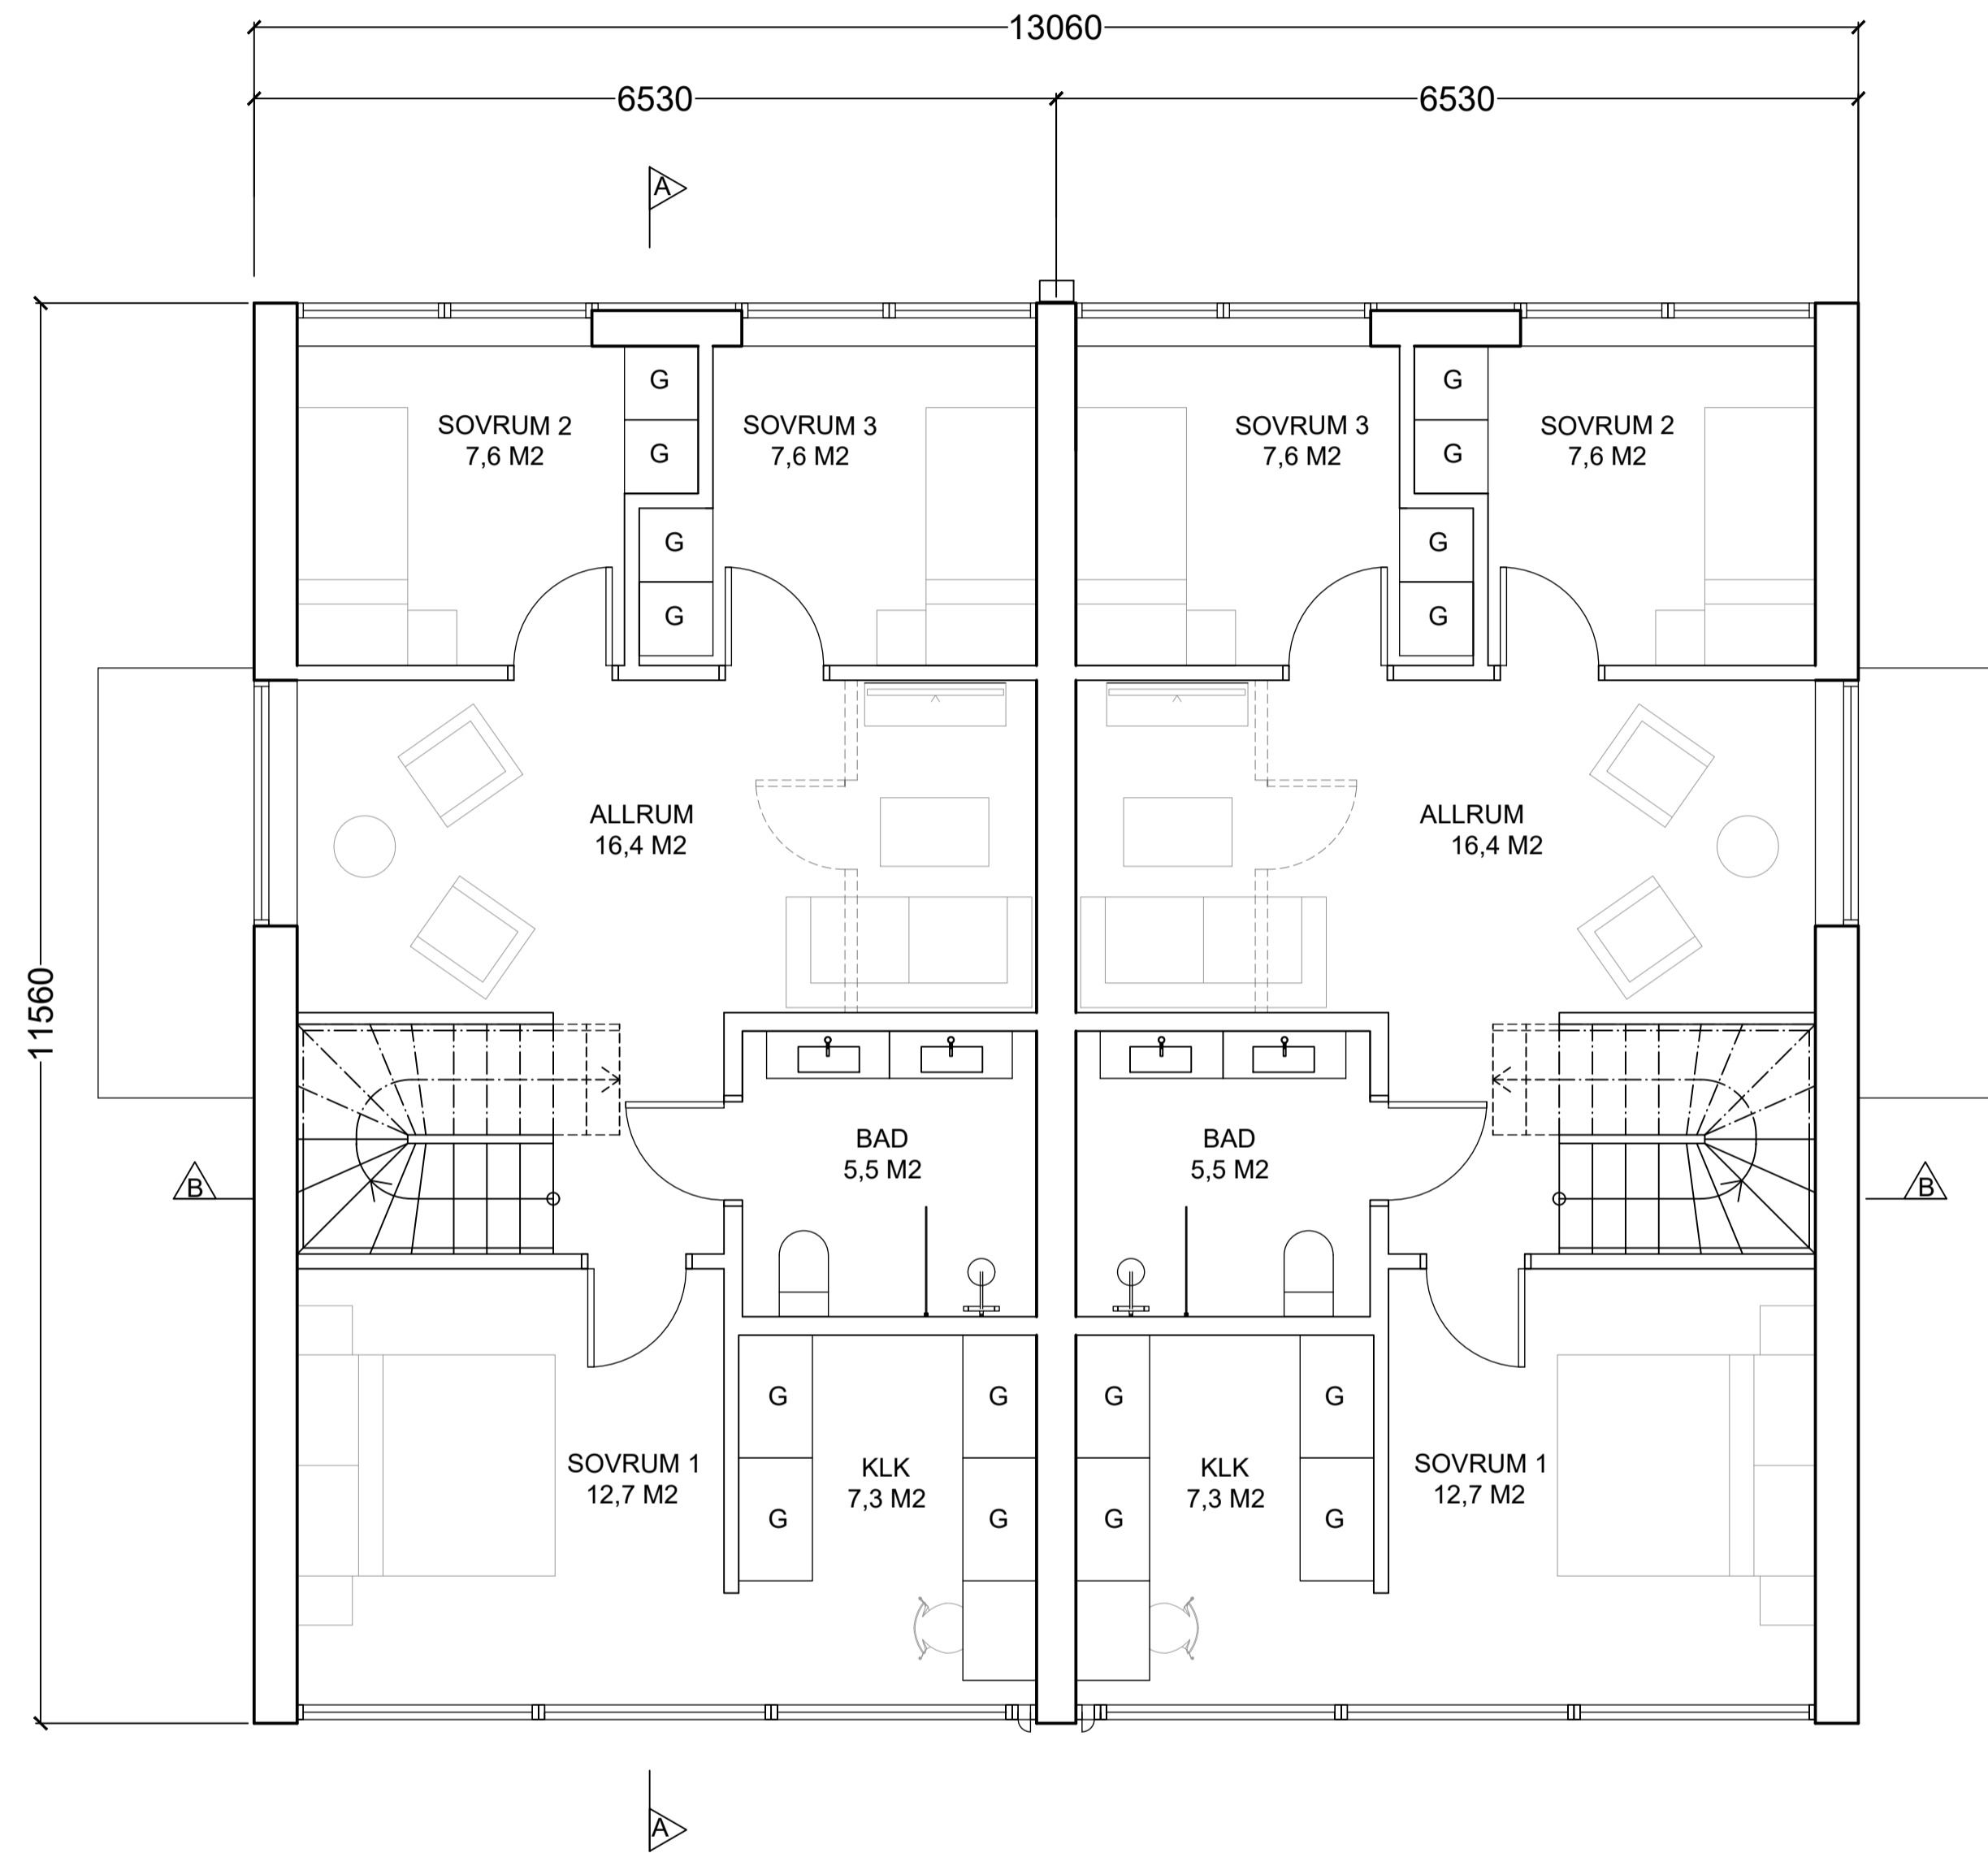 13060
6530
6530
A
G
G
G
G
SOVRUM 2
7,6 M2
SOVRUM 3
7,6 M2
SOVRUM 3
7,6 M2
SOVRUM 2
7,6 M2
G
G
G
G
ALLRUM
16,4 M2
ALLRUM
16,4 M2
11560
BAD
5,5 M2
BAD
5,5 M2
B
B
G
G
G
G
SOVRUM 1
12,7 M2
KLK
7,3 M2
KLK
7,3 M2
SOVRUM 1
12,7 M2
G
G
G
G
A